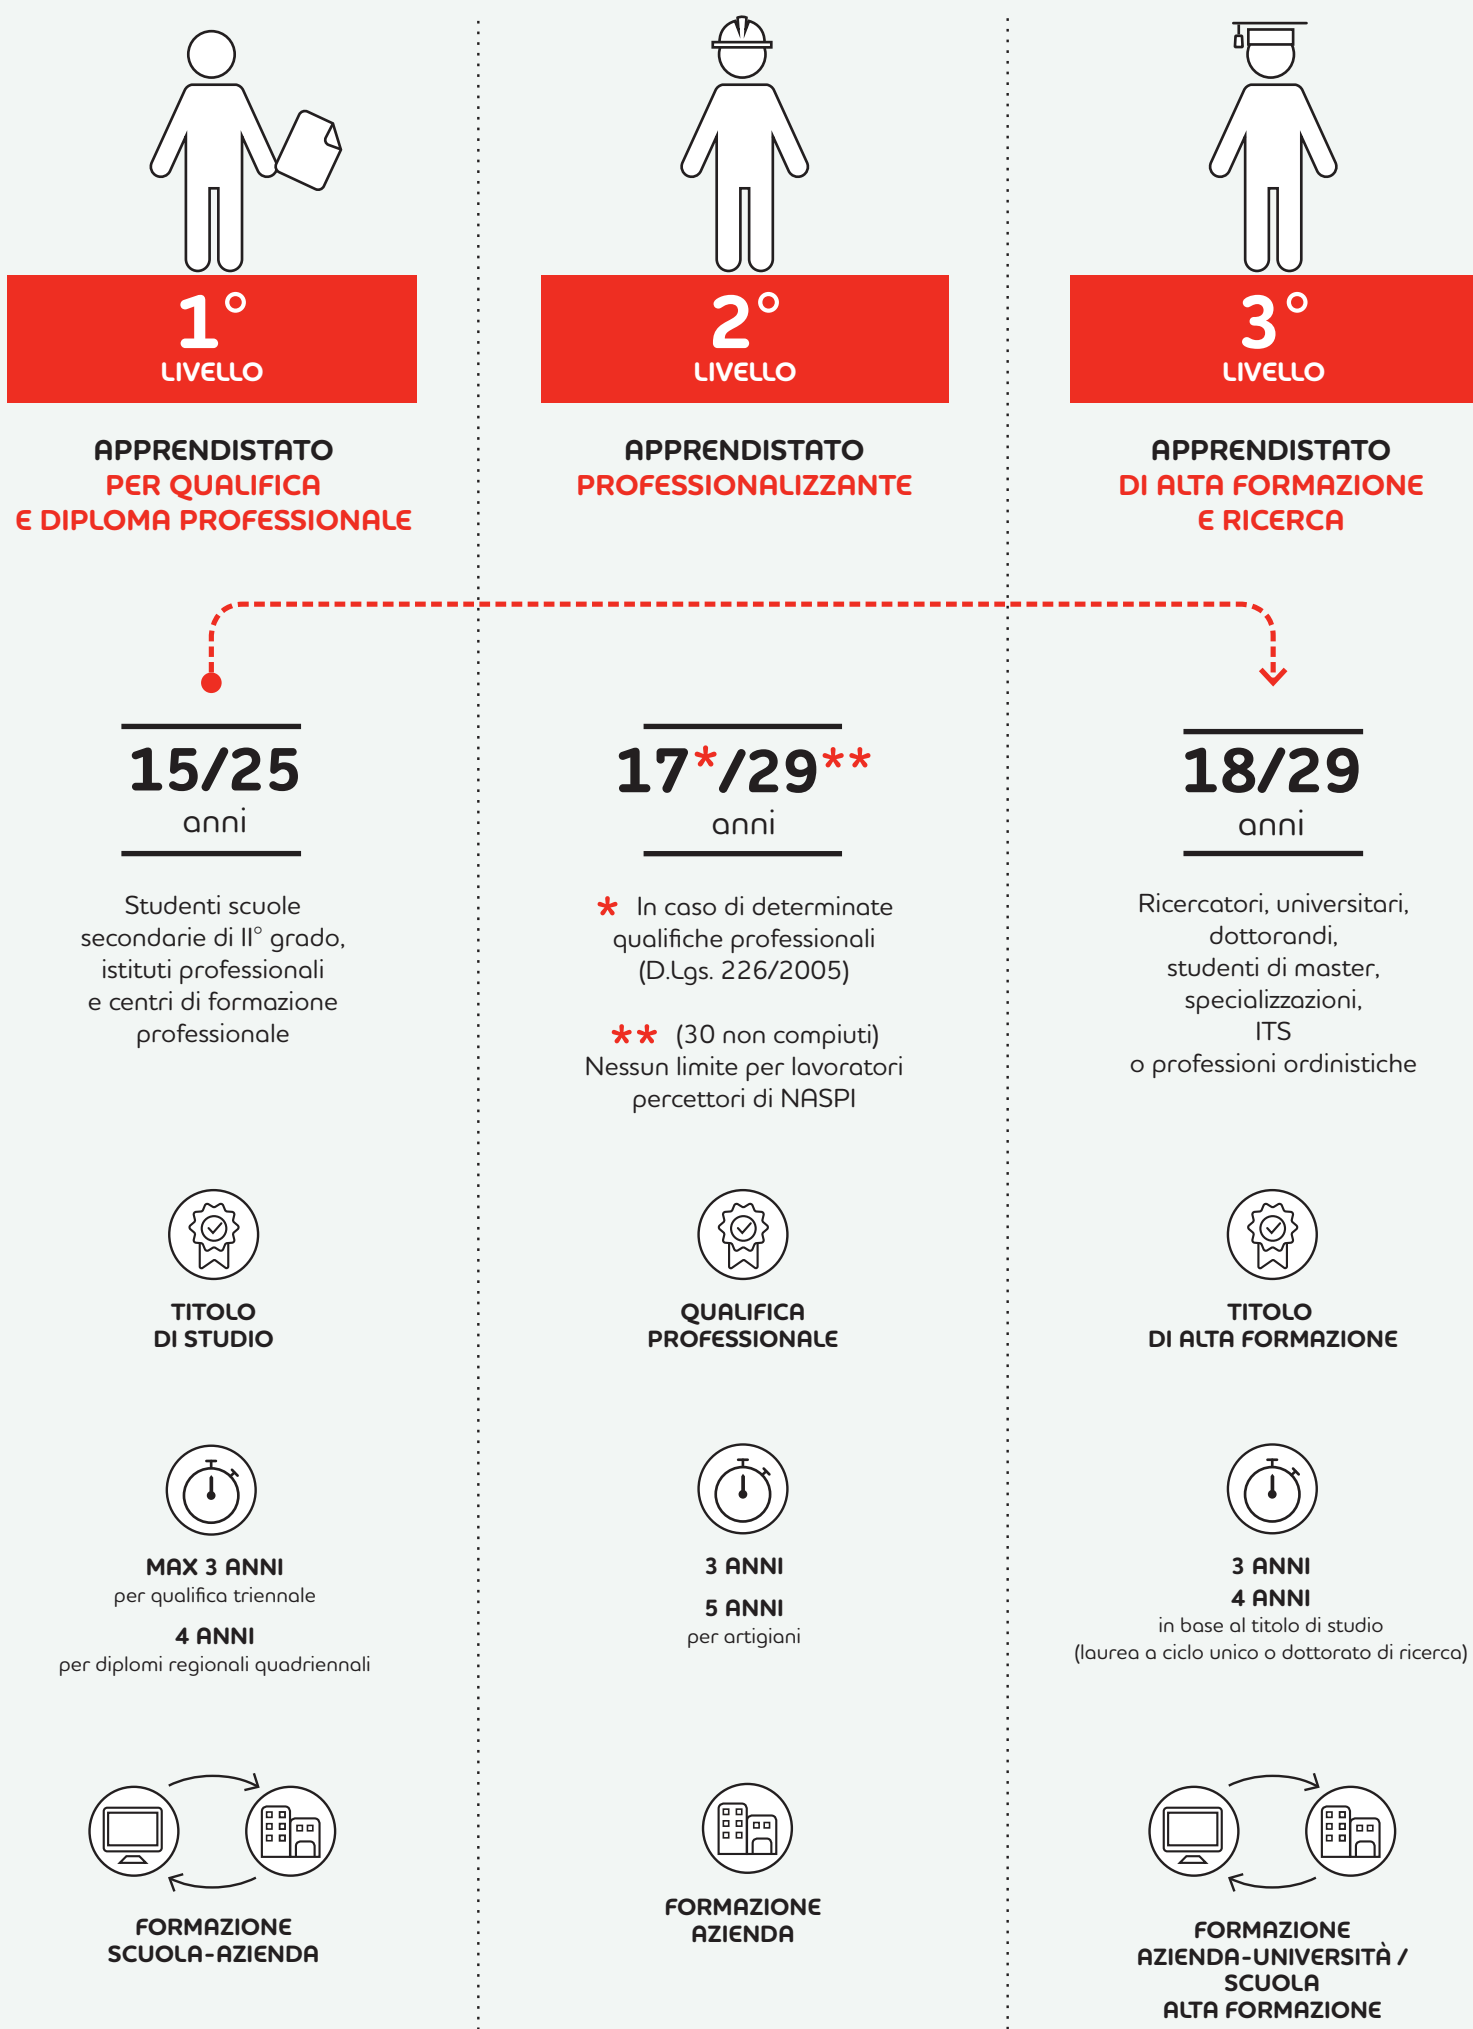 1°
LIVELLO
APPRENDISTATO
PER QUALIFICA
E DIPLOMA PROFESSIONALE
15/25
anni
Studenti scuole
secondarie di II° grado,
istituti professionali
e centri di formazione
professionale
TITOLO
DI STUDIO
MAX 3 ANNI
per qualifica triennale
4 ANNI
per diplomi regionali quadriennali
FORMAZIONE
SCUOLA-AZIENDA
2°
LIVELLO
APPRENDISTATO
PROFESSIONALIZZANTE
17*/29**
anni
* In caso di determinate
qualifiche professionali
(D.Lgs. 226/2005)
** (30 non compiuti)
Nessun limite per lavoratori
percettori di NASPI
QUALIFICA
PROFESSIONALE
3 ANNI
5 ANNI
per artigiani
FORMAZIONE
AZIENDA
3°
LIVELLO
APPRENDISTATO
DI ALTA FORMAZIONE
E RICERCA
18/29
anni
Ricercatori, universitari,
dottorandi,
studenti di master,
specializzazioni,
ITS
o professioni ordinistiche
TITOLO
DI ALTA FORMAZIONE
3 ANNI
4 ANNI
in base al titolo di studio
(laurea a ciclo unico o dottorato di ricerca)
FORMAZIONE
AZIENDA-UNIVERSITÀ /
SCUOLA
ALTA FORMAZIONE